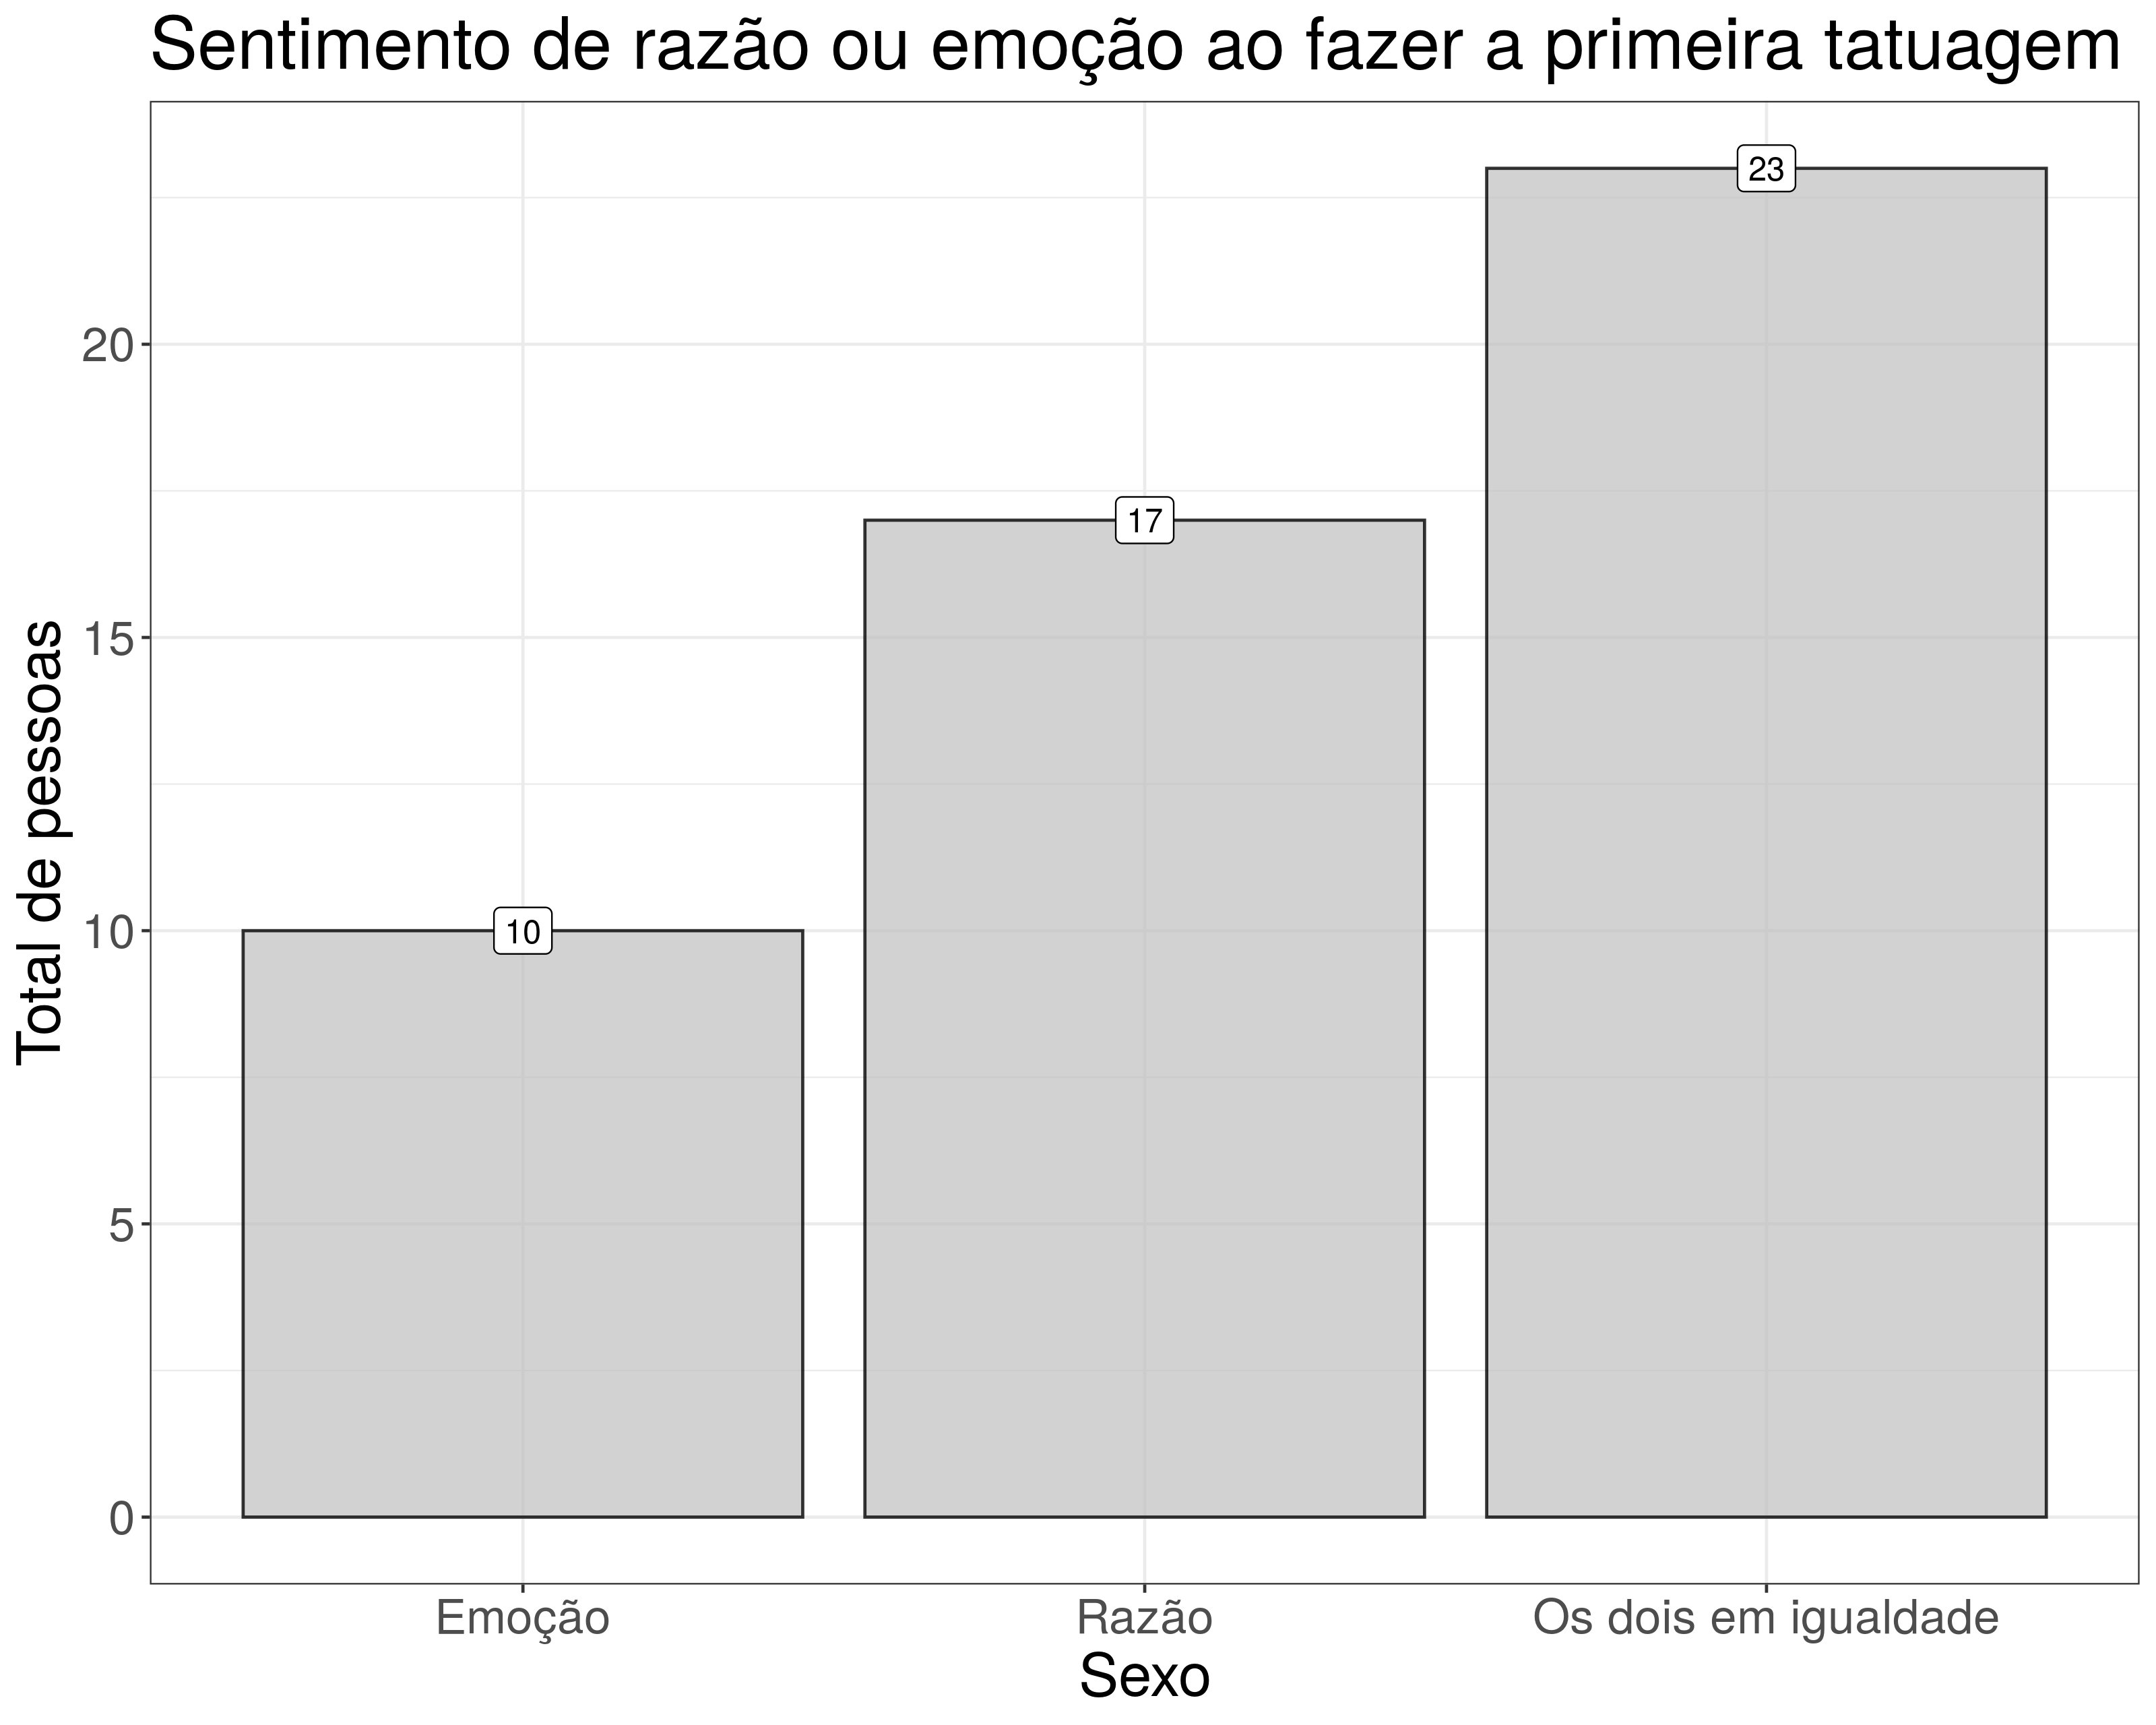 Sentimento de razão ou emoção ao fazer a primeira tatuagem
Total de pessoas
20
15
10
5
0
10
17
23
Emoção
Razão
Os dois em igualdade
Sexo